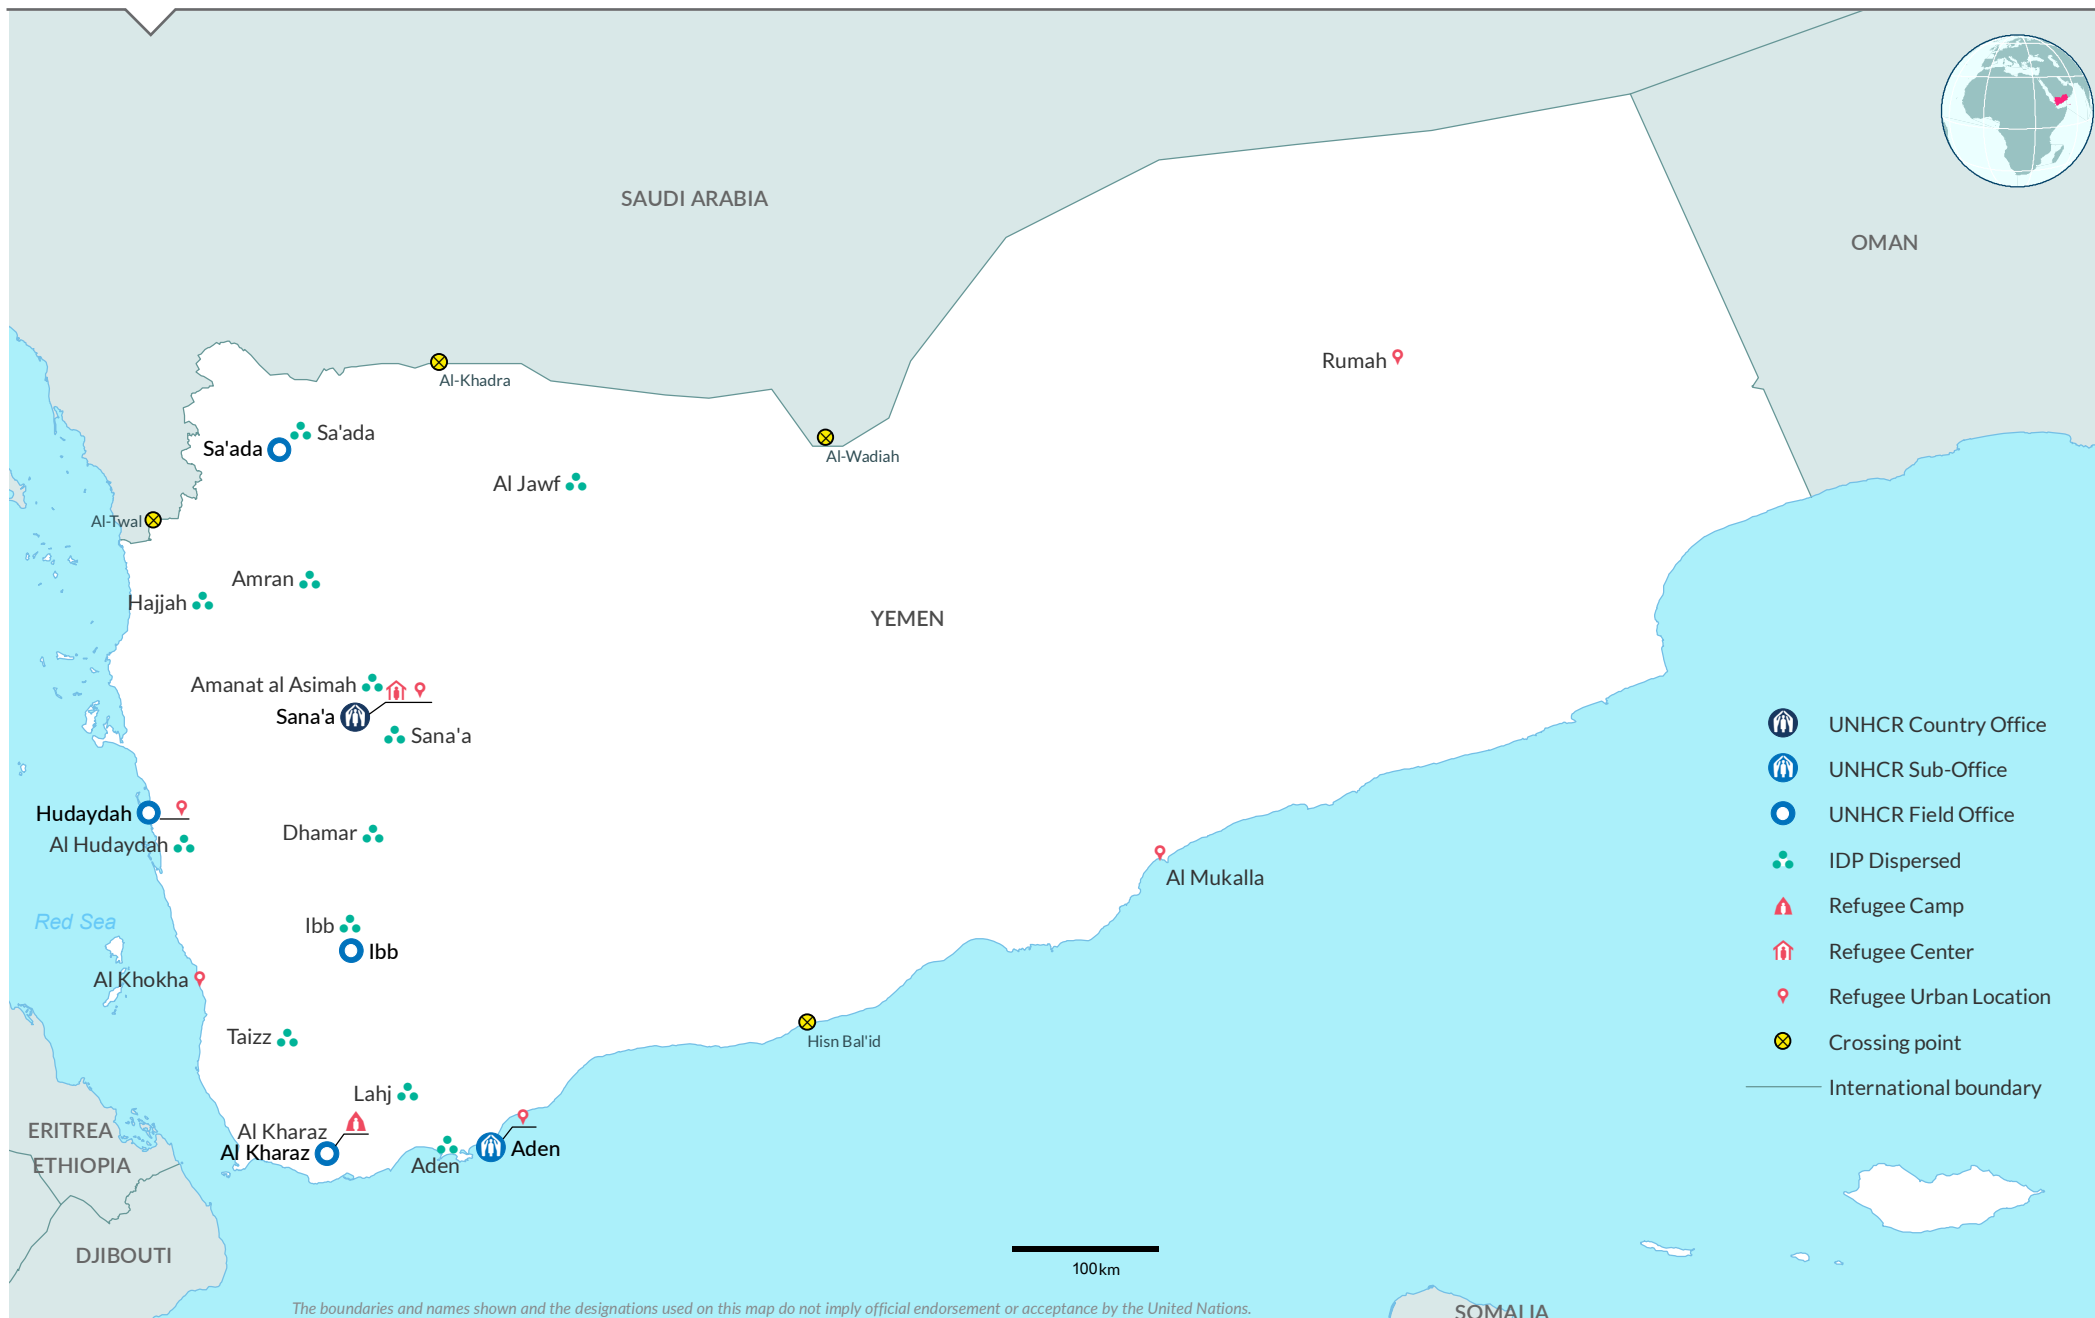 SAUDI ARABIA
OMAN
Rumah
Al-Khadra
Sa'ada
Sa'ada
Al-Wadiah
Al Jawf
Al-Twal
Amran
Hajjah
YEMEN
Amanat al Asimah
Sana'a
Sana'a
Hudaydah
Al Hudaydah
Dhamar
Al Mukalla
Red Sea
Ibb
Ibb
Al Khokha
Taizz
Hisn Bal'id
Lahj
Al Kharaz
Al Kharaz
Aden
Aden
ERITREA
ETHIOPIA
DJIBOUTI
SOMALIA
UNHCR Country Office
UNHCR Sub-Office
UNHCR Field Office
IDP Dispersed
Refugee Camp
Refugee Center
Refugee Urban Location
Crossing point
International boundary
100km
The boundaries and names shown and the designations used on this map do not imply official endorsement or acceptance by the United Nations.